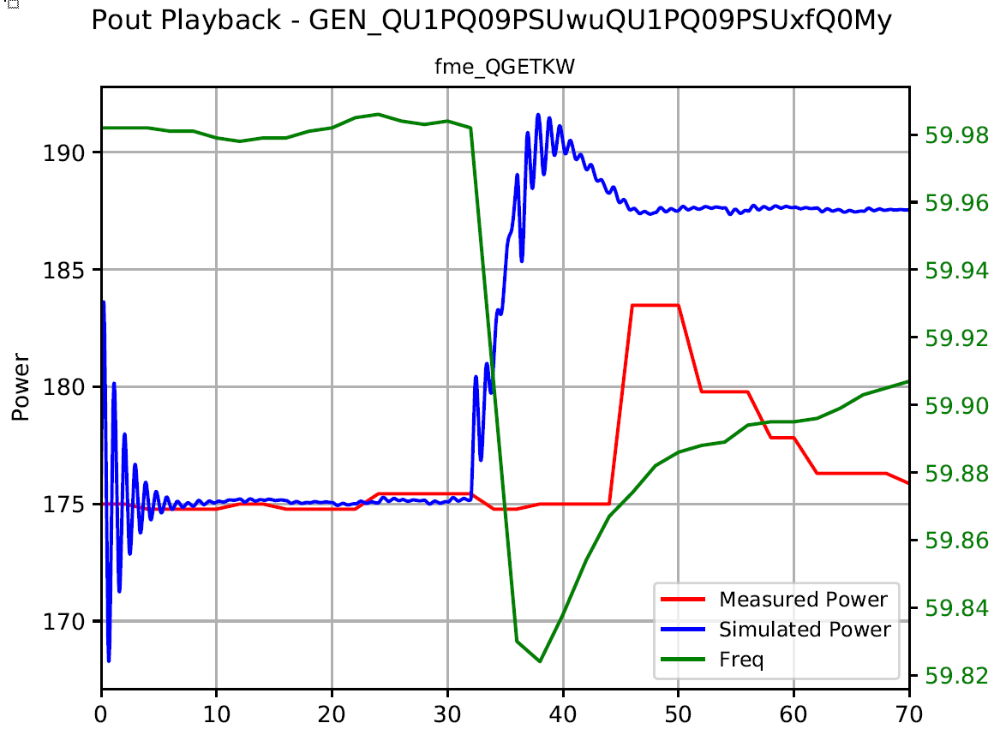 Pout Playback - GEN_QU1PQ09PSUwuQU1PQ09PSUxfQ0My
fme_QGETKW
Power
190
185
180
175
170
59.98
59.96
59.94
59.92
59.90
59.88
59.86
59.84
59.82
Measured Power
Simulated Power
Freq
0 10 20 30 40 50 60 70